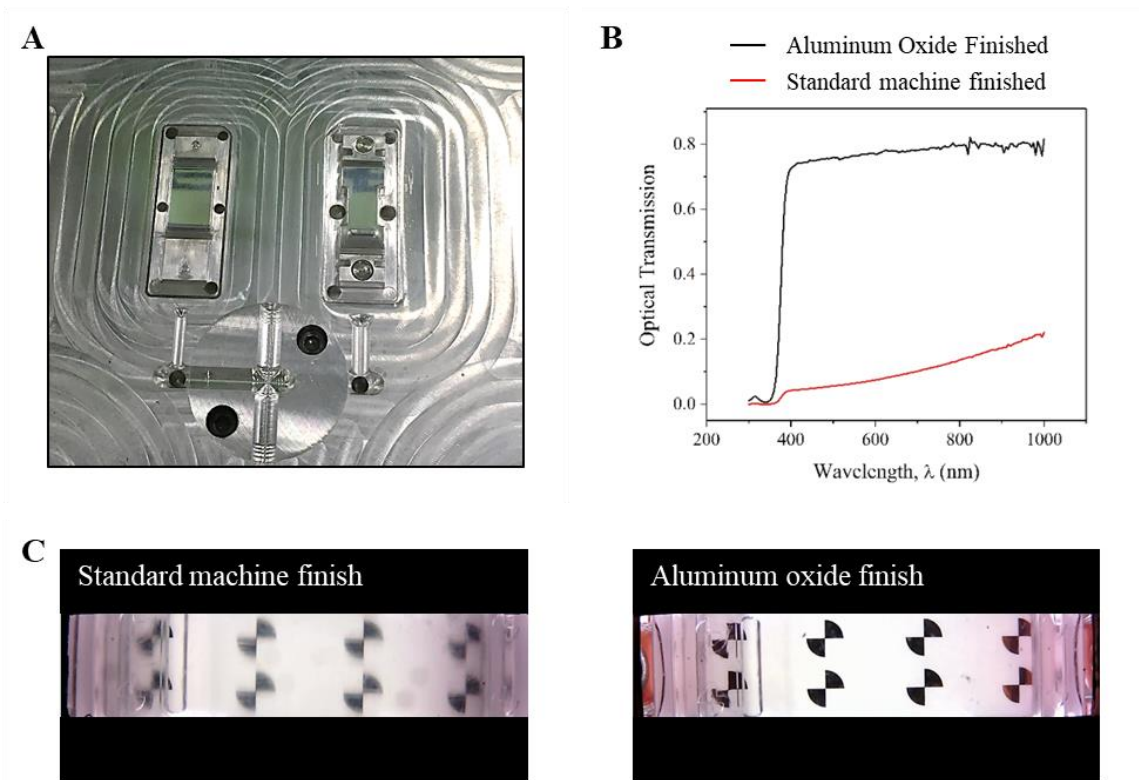 A
B
Aluminum Oxide Finished
Standard machine finished
0.8
0.6
0.4
0.2
0.0
Optical Transmission
200
400
600
800
1000
Wavelength, λ (nm)
C
Standard machine finish
Aluminum oxide finish